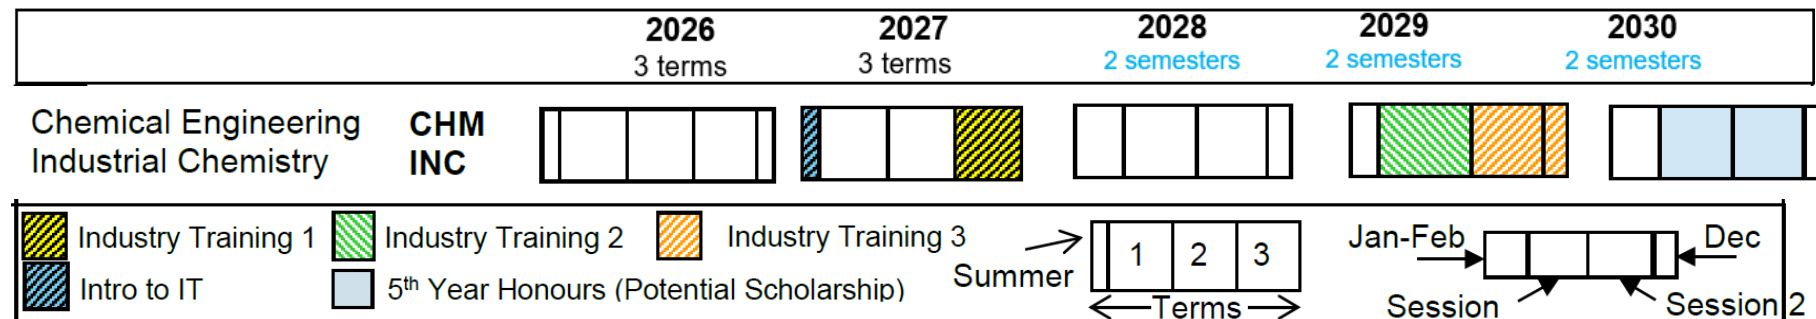 2026 2027 2028 2029 2030
3 terms 3 terms 2 semesters 2 semesters 2 semesters
Chemical Engineering CHM
Industrial Chemistry INC
Industry Training 1 Industry Training 2 Industry Training 3
Intro to IT 5th Year Honours (Potential Scholarship)
Summer
1 2 3
Terms
Jan-Feb Dec
Session Session 2